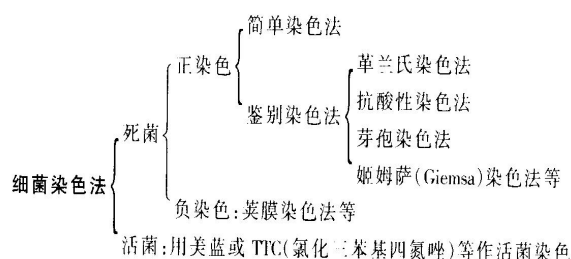 简单染色法
正染色
革兰氏染色法
鉴别染色法
抗酸性染色法
芽孢染色法
死菌
姬姆萨(Giemsa)染色法等
细菌染色法
负染色:荚膜染色法等
活菌:用美蓝或TTC(氯化三苯基四氮唑)等作活菌染色